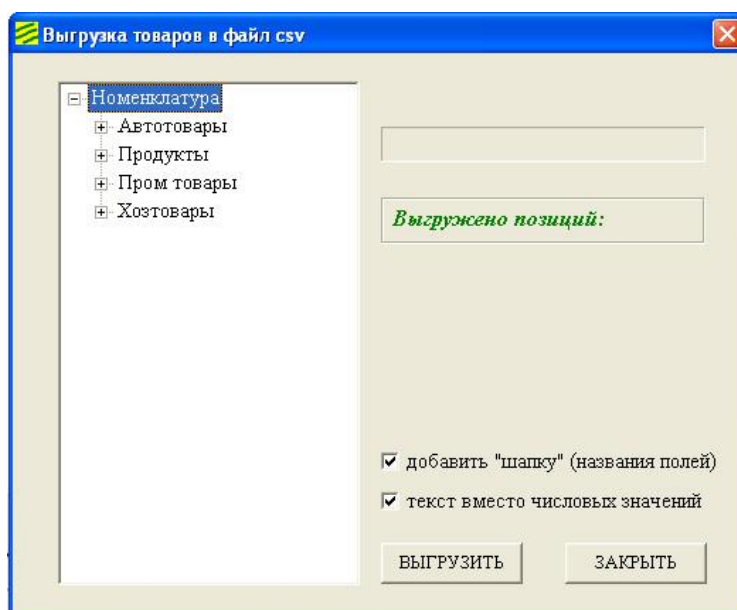 Выгрузка товаров в файл csv
Номенклатура
Автотовары
Продукты
Пром товары
Хозтовары
Выгружено позиций:
добавить "шапку" (названия полей)
текст вместо числовых значений
ВЫГРУЗИТЬ
ЗАКРЫТЬ